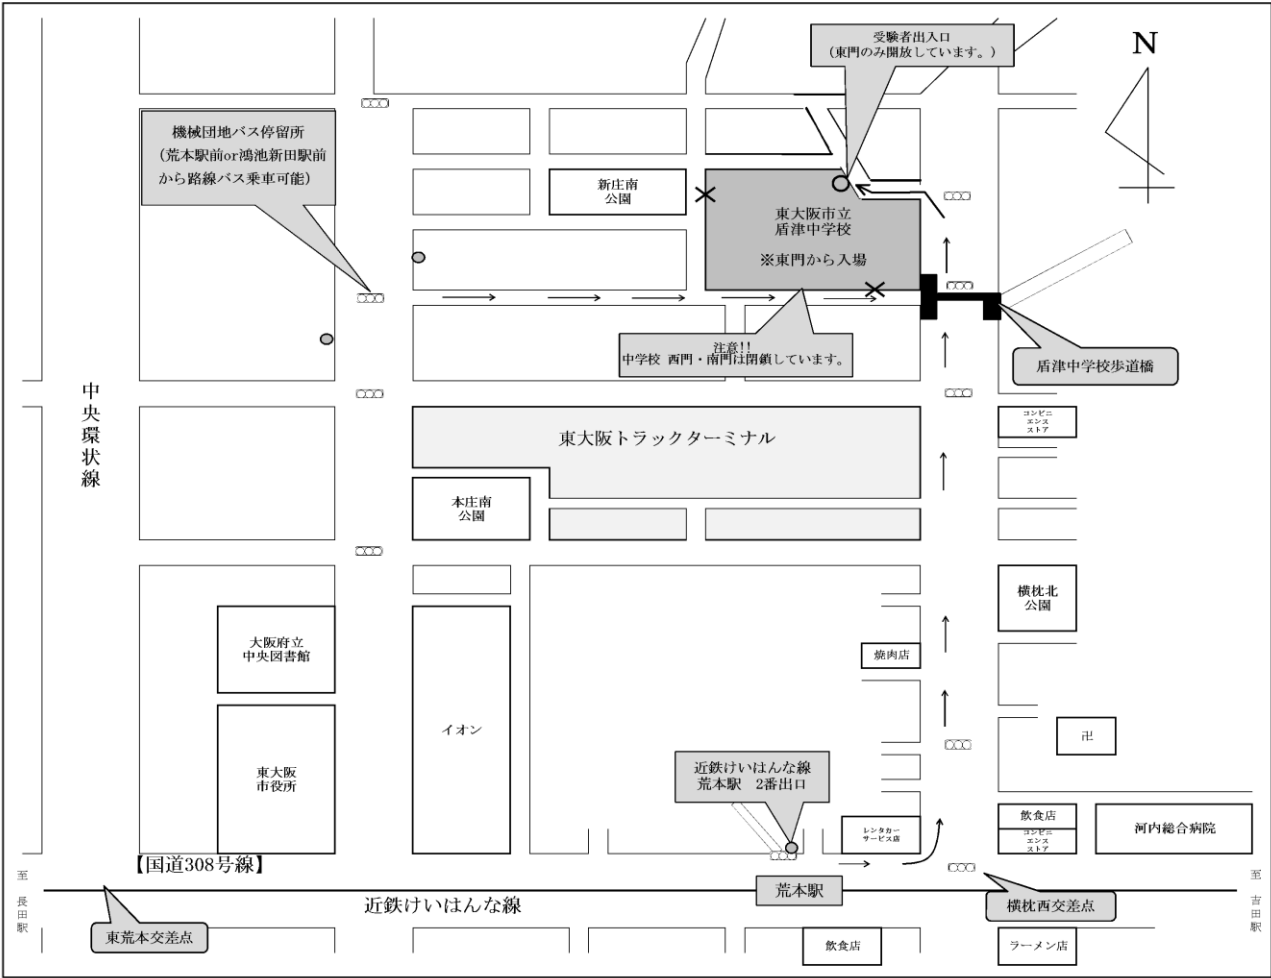 受験者出入口
（東門のみ開放しています。）
N
機械団地バス停留所
（荒本駅前or鴻池新田駅前
から路線バス乗車可能）
新庄南
公園
東大阪市立
盾津中学校
※東門から入場
注意!!
中学校 西門・南門は閉鎖しています。
盾津中学校歩道橋
中央環状線
東大阪トラックターミナル
コンビニ
エンス
ストア
本庄南
公園
横枕北
公園
大阪府立
中央図書館
焼肉店
イオン
卍
東大阪
市役所
近鉄けいはんな線
荒本駅　2番出口
レンタカー
サービス店
飲食店
コンビニ
エンス
ストア
河内総合病院
【国道308号線】
至 長田駅
荒本駅
至 吉田駅
近鉄けいはんな線
横枕西交差点
東荒本交差点
飲食店
ラーメン店